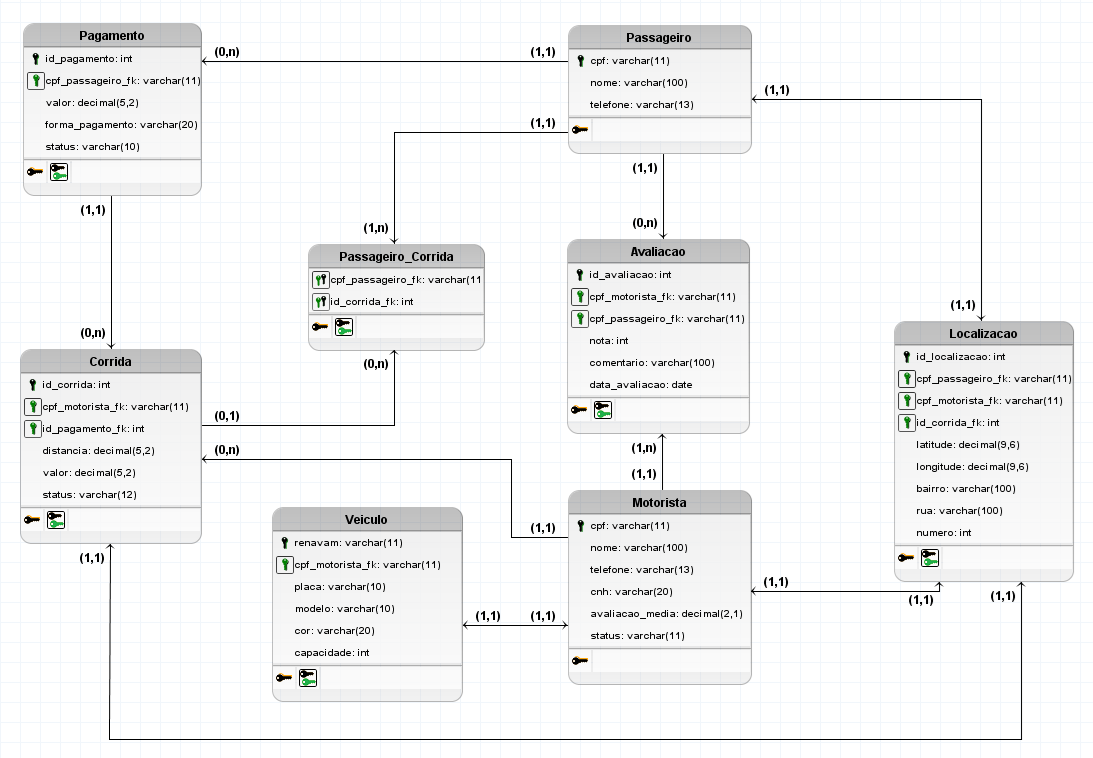 Pagamento
id_pagamento: int
cpf_passageiro_fk: varchar(11)
valor: decimal(5,2)
forma_pagamento: varchar(20)
status: varchar(10)
(0,n)
(1,1)
Passageiro
cpf: varchar(11)
nome: varchar(100)
telefone: varchar(13)
(1,1)
(1,1)
(1,1)
(1,1)
(1,n)
(0,n)
Passageiro_Corrida
cpf_passageiro_fk: varchar(11
id_corrida_fk: int
(0,n)
Avaliacao
id_avaliacao: int
cpf_motorista_fk: varchar(11)
cpf_passageiro_fk: varchar(11)
nota: int
comentario: varchar(100)
data_avaliacao: date
(1,1)
Localizacao
id_localizacao: int
cpf_passageiro_fk: varchar(11)
cpf_motorista_fk: varchar(11)
id_corrida_fk: int
latitude: decimal(9,6)
longitude: decimal(9,6)
bairro: varchar(100)
rua: varchar(100)
numero: int
(0,n)
Corrida
id_corrida: int
cpf_motorista_fk: varchar(11)
id_pagamento_fk: int
distancia: decimal(5,2)
valor: decimal(5,2)
status: varchar(12)
(0,1)
(0,n)
(1,n)
(1,1)
(1,1)
Motorista
cpf: varchar(11)
nome: varchar(100)
telefone: varchar(13)
cnh: varchar(20)
avaliacao_media: decimal(2,1)
status: varchar(11)
Veiculo
renavam: varchar(11)
cpf_motorista_fk: varchar(11)
placa: varchar(10)
modelo: varchar(10)
cor: varchar(20)
capacidade: int
(1,1)
(1,1)
(1,1)
(1,1)
(1,1)
(1,1)